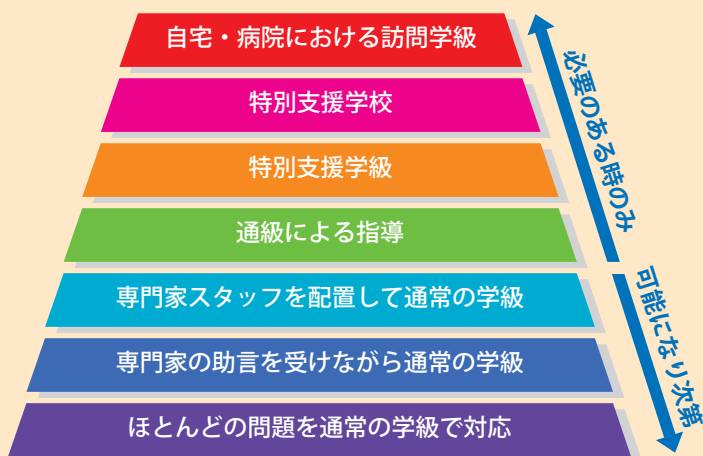 自宅・病院における訪問学級
特別支援学校
特別支援学級
通級による指導
専門家スタッフを配置して通常の学級
専門家の助言を受けながら通常の学級
ほとんどの問題を通常の学級で対応
必要のある時のみ
可能になり次第